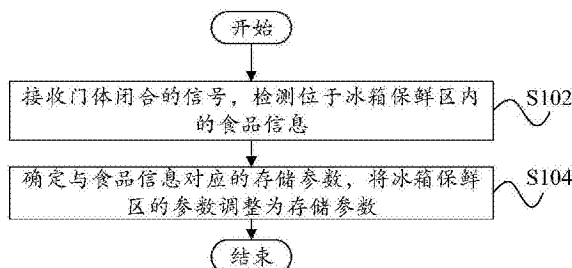 开始
接收门体闭合的信号，检测位于冰箱保鲜区内
的食品信息
S102
确定与食品信息对应的存储参数，将冰箱保鲜
区的参数调整为存储参数
S104
结束